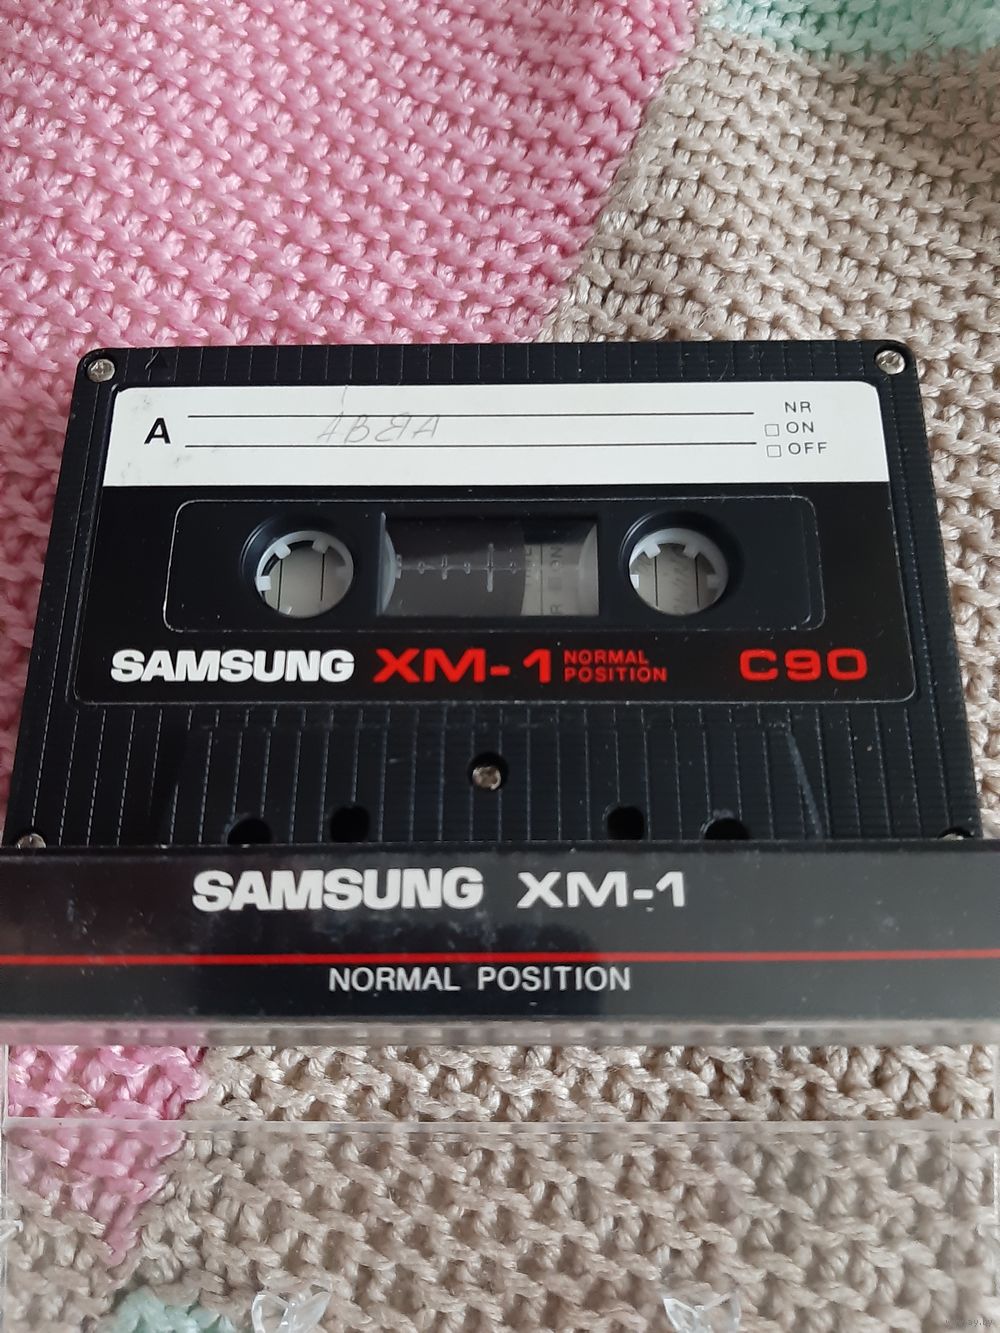 A
ABBA
NR
ON
OFF
SAMSUNG XM-1 NORMAL POSITION C90
SAMSUNG XM-1
NORMAL POSITION